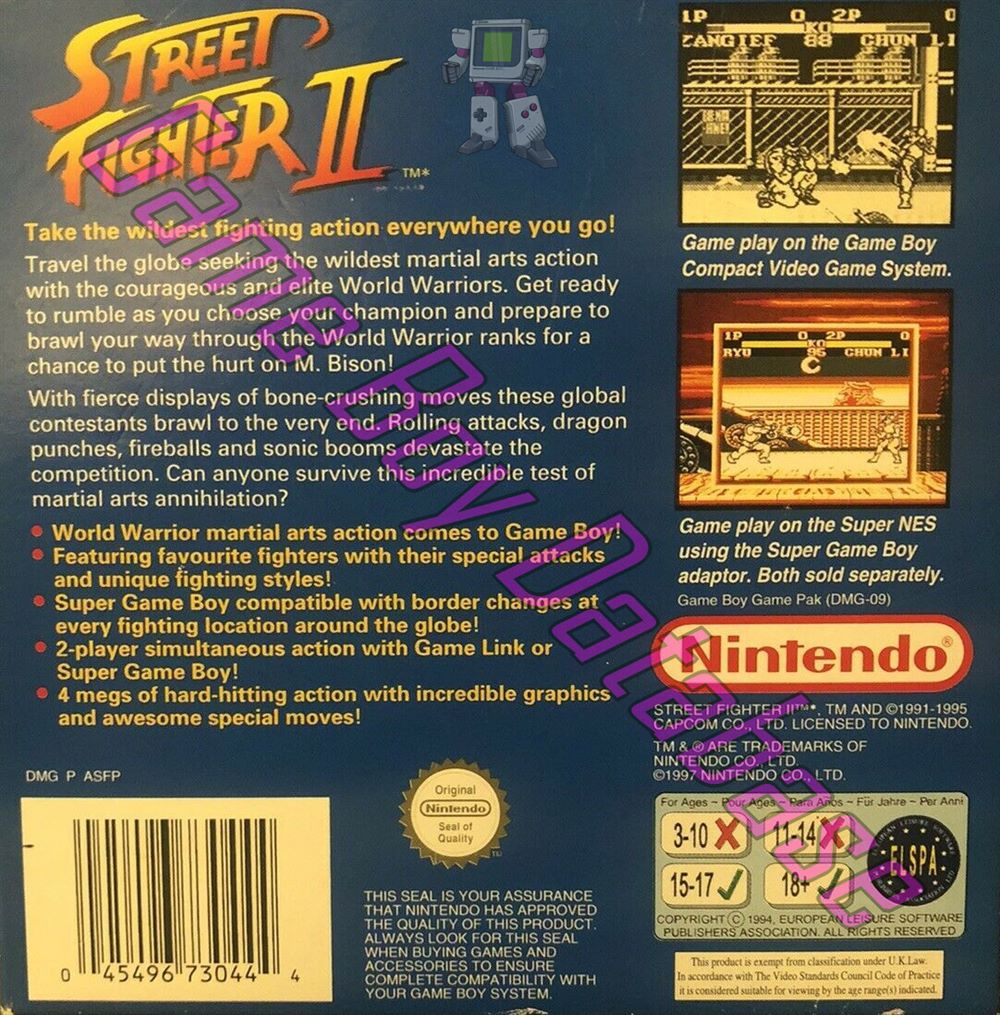 STREET
FIGHTER II
TM*
Take the wildest fighting action everywhere you go!
Travel the globe seeking the wildest martial arts action
with the courageous and elite World Warriors. Get ready
to rumble as you choose your champion and prepare to
brawl your way through the World Warrior ranks for a
chance to put the hurt on M. Bison!
With fierce displays of bone-crushing moves these global
contestants brawl to the very end. Rolling attacks, dragon
punches, fireballs and sonic booms devastate the
competition. Can anyone survive this incredible test of
martial arts annihilation?
• World Warrior martial arts action comes to Game Boy!
• Featuring favourite fighters with their special attacks
and unique fighting styles!
• Super Game Boy compatible with border changes at
every fighting location around the globe!
• 2-player simultaneous action with Game Link or
Super Game Boy!
• 4 megs of hard-hitting action with incredible graphics
and awesome special moves!
DMG P ASFP
0 45496 73044 4
Original
Nintendo
Seal of
Quality
TM
THIS SEAL IS YOUR ASSURANCE
THAT NINTENDO HAS APPROVED
THE QUALITY OF THIS PRODUCT.
ALWAYS LOOK FOR THIS SEAL
WHEN BUYING GAMES AND
ACCESSORIES TO ENSURE
COMPLETE COMPATIBILITY WITH
YOUR GAME BOY SYSTEM.
1P 0 2P 0
KO
ZANGIEF 88 CHUN LI
Game play on the Game Boy
Compact Video Game System.
1P 0 2P 0
KO
RYU 95 CHUN LI
Game play on the Super NES
using the Super Game Boy
adaptor. Both sold separately.
Game Boy Game Pak (DMG-09)
Nintendo®
STREET FIGHTER II™*, TM AND ©1991-1995
CAPCOM CO., LTD. LICENSED TO NINTENDO.
TM & ® ARE TRADEMARKS OF
NINTENDO CO., LTD.
©1997 NINTENDO CO., LTD.
For Ages ~ Pour Ages ~ Para Años ~ Für Jahre ~ Per Anni
3-10 11-14
15-17 18+
ELSPA
COPYRIGHT © 1994, EUROPEAN LEISURE SOFTWARE
PUBLISHERS ASSOCIATION. ALL RIGHTS RESERVED
This product is exempt from classification under U.K.Law.
In accordance with The Video Standards Council Code of Practice
it is considered suitable for viewing by the age range(s) indicated.
Game Boy Database